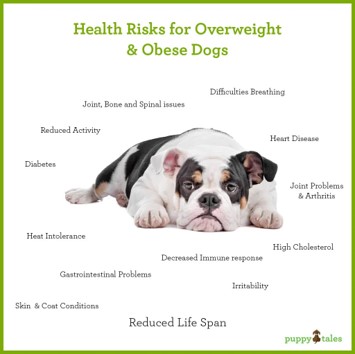 Health Risks for Overweight
& Obese Dogs
Difficulties Breathing
Joint, Bone and Spinal issues
Reduced Activity
Heart Disease
Diabetes
Joint Problems
& Arthritis
Heat Intolerance
High Cholesterol
Decreased Immune response
Gastrointestinal Problems
Irritability
Skin & Coat Conditions
Reduced Life Span
puppy tales